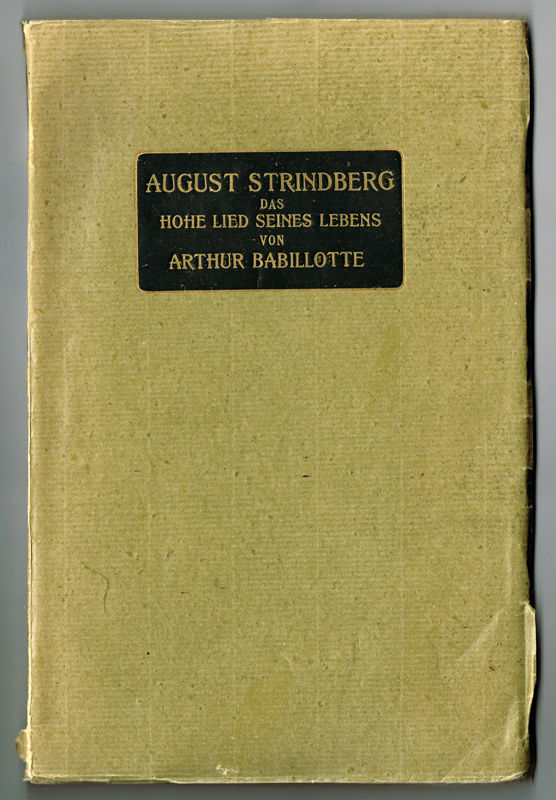 AUGUST STRINDBERG
DAS
HOHE LIED SEINES LEBENS
VON
ARTHUR BABILLOTTE